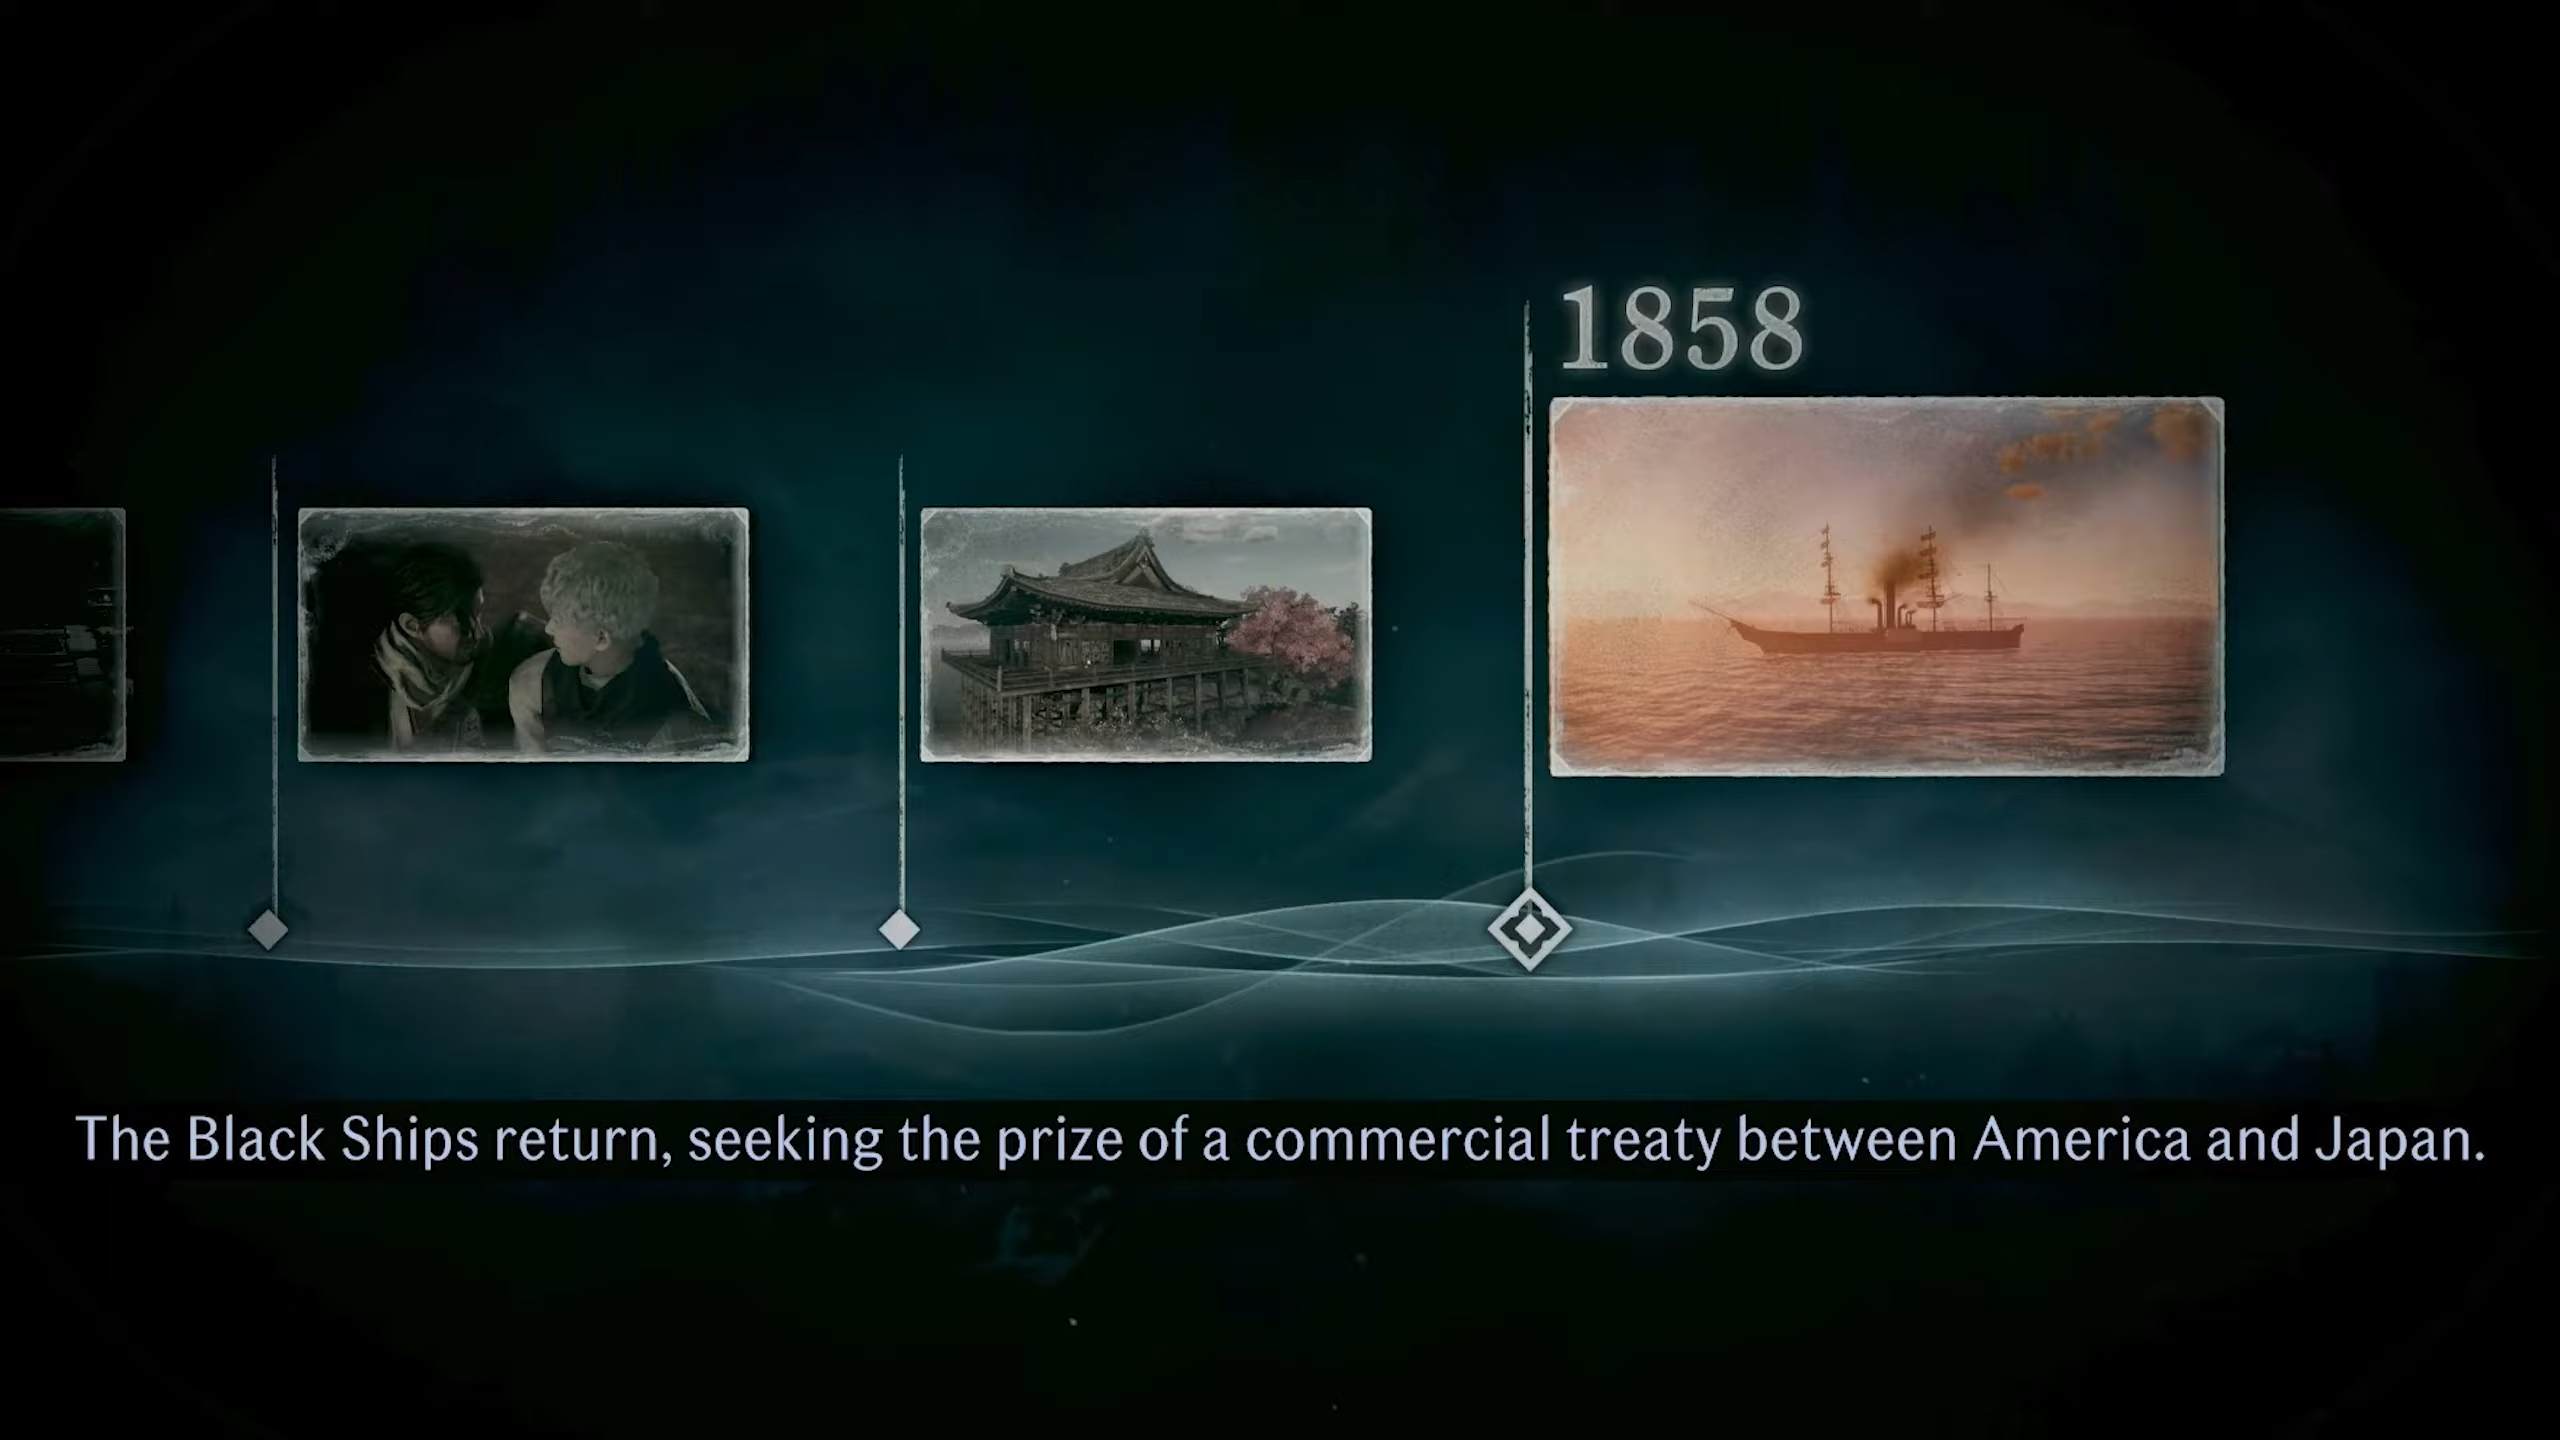 1858
The Black Ships return, seeking the prize of a commercial treaty between America and Japan.